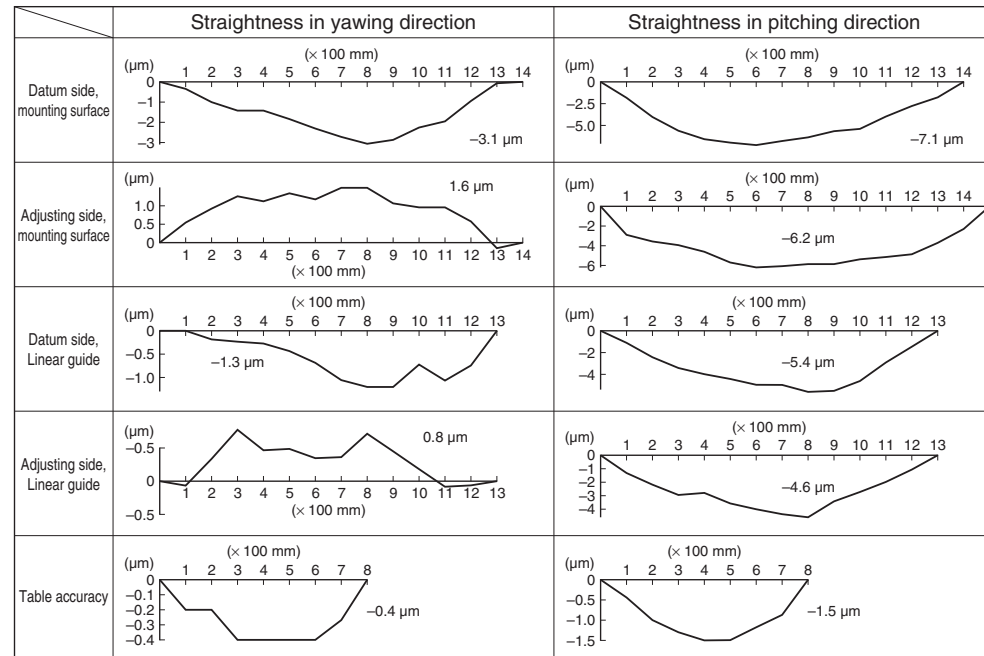 Straightness in yawing direction
Straightness in pitching direction
Datum side,
mounting surface
(× 100 mm)
(µm) 1 2 3 4 5 6 7 8 9 10 11 12 13 14
0
−1
−2
−3
−3.1 µm
(× 100 mm)
(µm) 1 2 3 4 5 6 7 8 9 10 11 12 13 14
0
−2.5
−5.0
−7.1 µm
Adjusting side,
mounting surface
(µm)
1.6 µm
1.0
0.5
0
1 2 3 4 5 6 7 8 9 10 11 12 13 14
(× 100 mm)
(× 100 mm)
(µm) 1 2 3 4 5 6 7 8 9 10 11 12 13 14
0
−2
−4
−6
−6.2 µm
Datum side,
Linear guide
(× 100 mm)
(µm) 1 2 3 4 5 6 7 8 9 10 11 12 13
0
−0.5
−1.0
−1.3 µm
(× 100 mm)
(µm) 1 2 3 4 5 6 7 8 9 10 11 12 13
0
−2
−4
−5.4 µm
Adjusting side,
Linear guide
(µm)
0.8 µm
−0.5
0
−0.5
1 2 3 4 5 6 7 8 9 10 11 12 13
(× 100 mm)
(× 100 mm)
(µm) 1 2 3 4 5 6 7 8 9 10 11 12 13
0
−1
−2
−3
−4
−4.6 µm
Table accuracy
(× 100 mm)
(µm) 1 2 3 4 5 6 7 8
0
−0.1
−0.2
−0.3
−0.4
−0.4 µm
(× 100 mm)
(µm) 1 2 3 4 5 6 7 8
0
−0.5
−1.0
−1.5
−1.5 µm